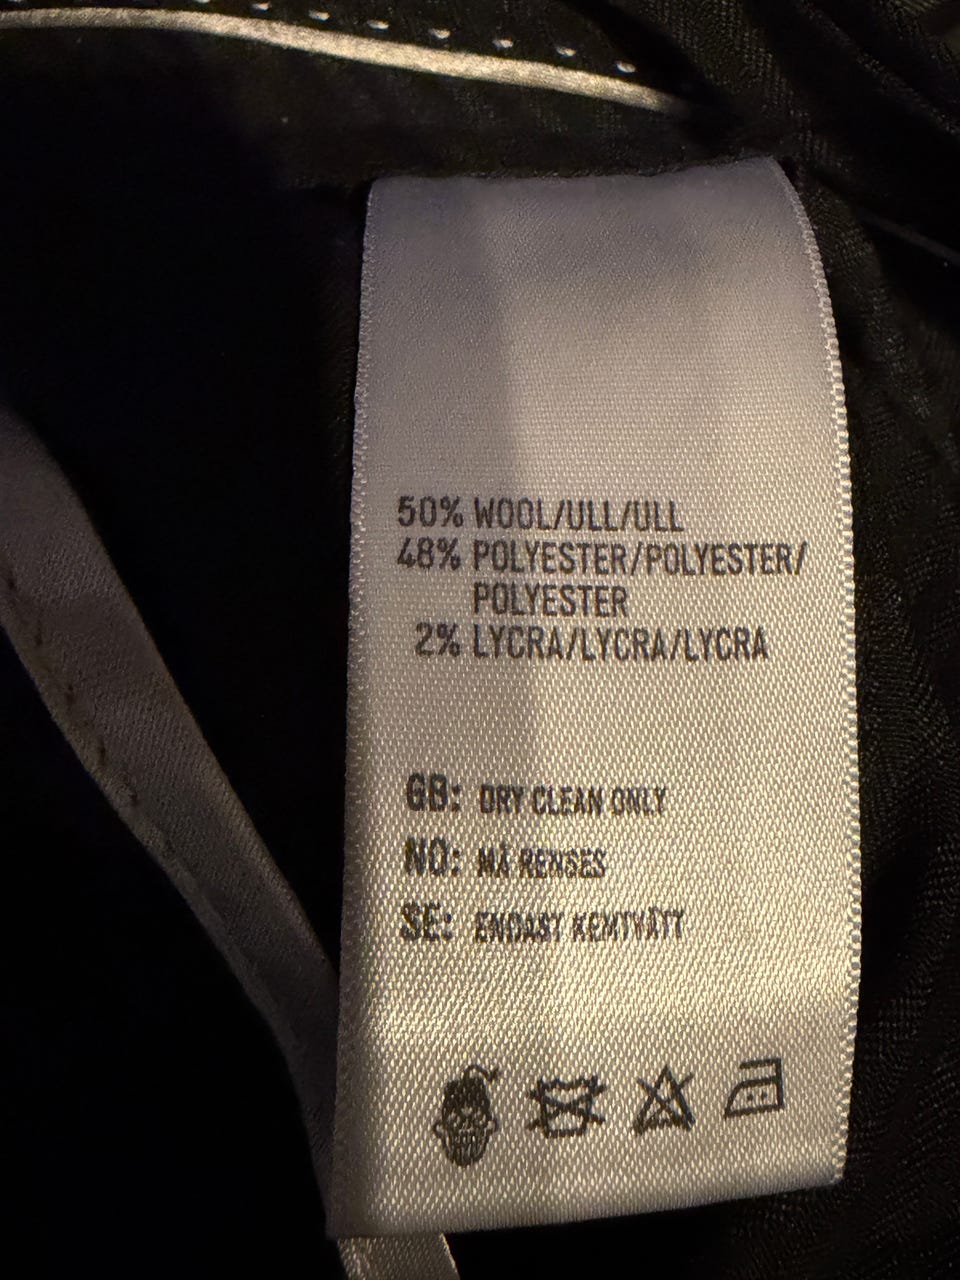 50% WOOL/ULL/ULL
48% POLYESTER/POLYESTER/
POLYESTER
2% LYCRA/LYCRA/LYCRA
GB: DRY CLEAN ONLY
NO: MÅ RENSES
SE: ENDAST KEMTVÄTT